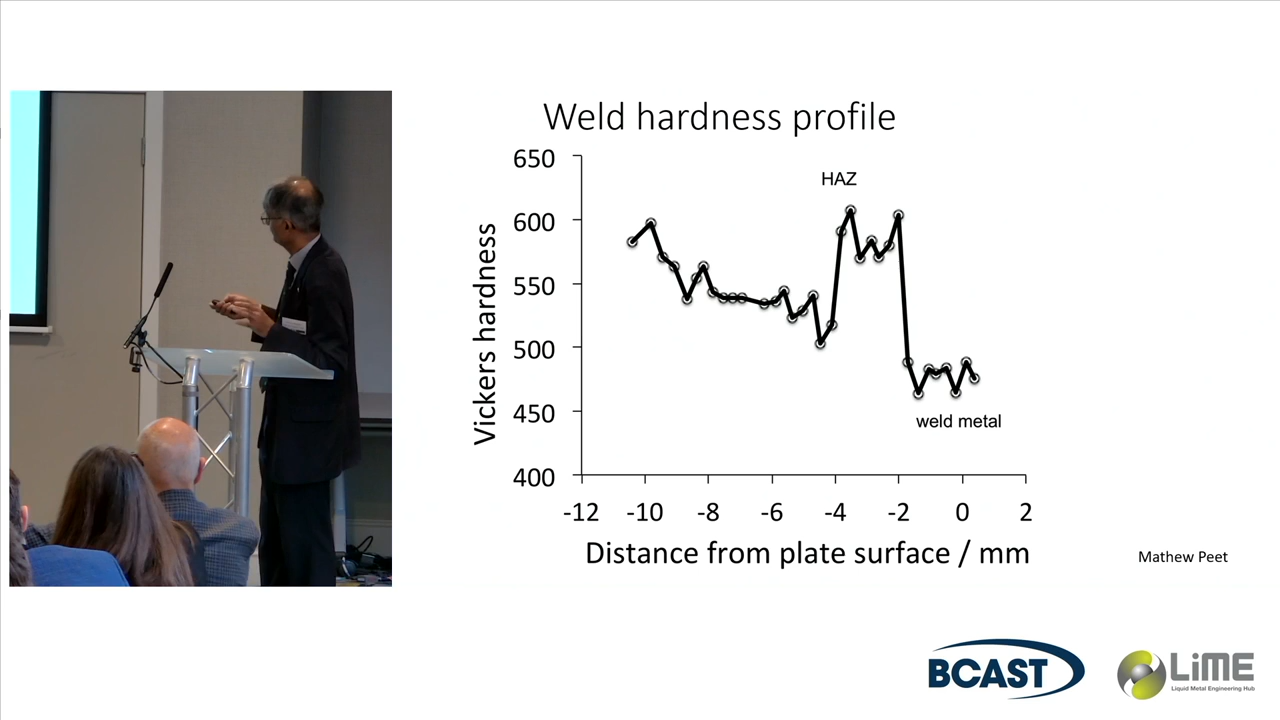 Weld hardness profile
650
600
550
500
450
400
Vickers hardness
HAZ
weld metal
-12 -10 -8 -6 -4 -2 0 2
Distance from plate surface / mm
Mathew Peet
BCAST
LiME
Liquid Metal Engineering Hub